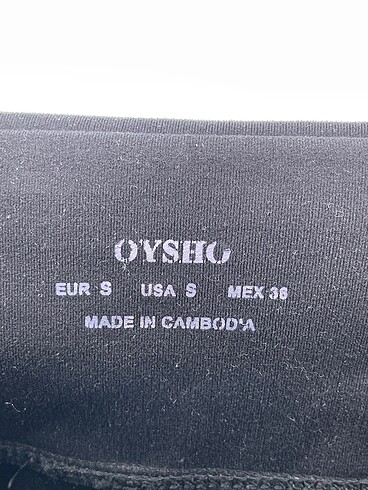 OYSHO
EUR S USA S MEX 36
MADE IN CAMBODIA